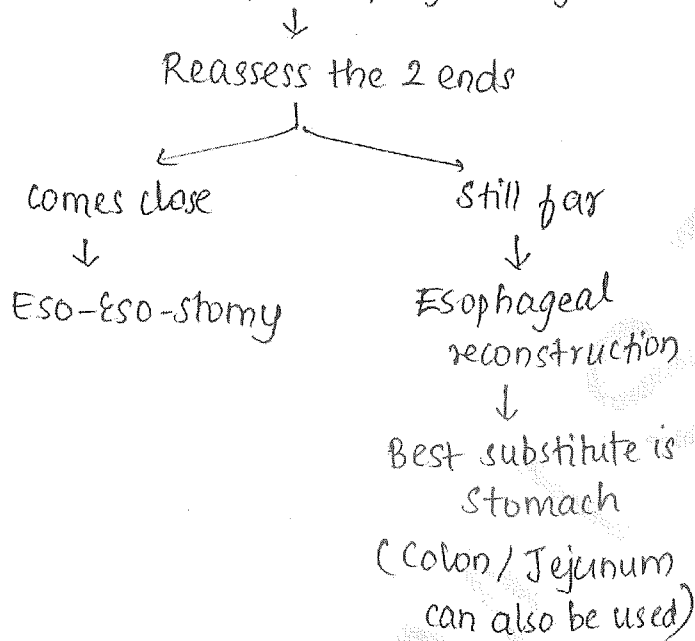 ↓
Reassess the 2 ends
comes close
Still far
↓
↓
Eso-Eso-stomy
Esophageal
reconstruction
↓
Best substitute is
Stomach
(Colon/Jejunum
can also be used)